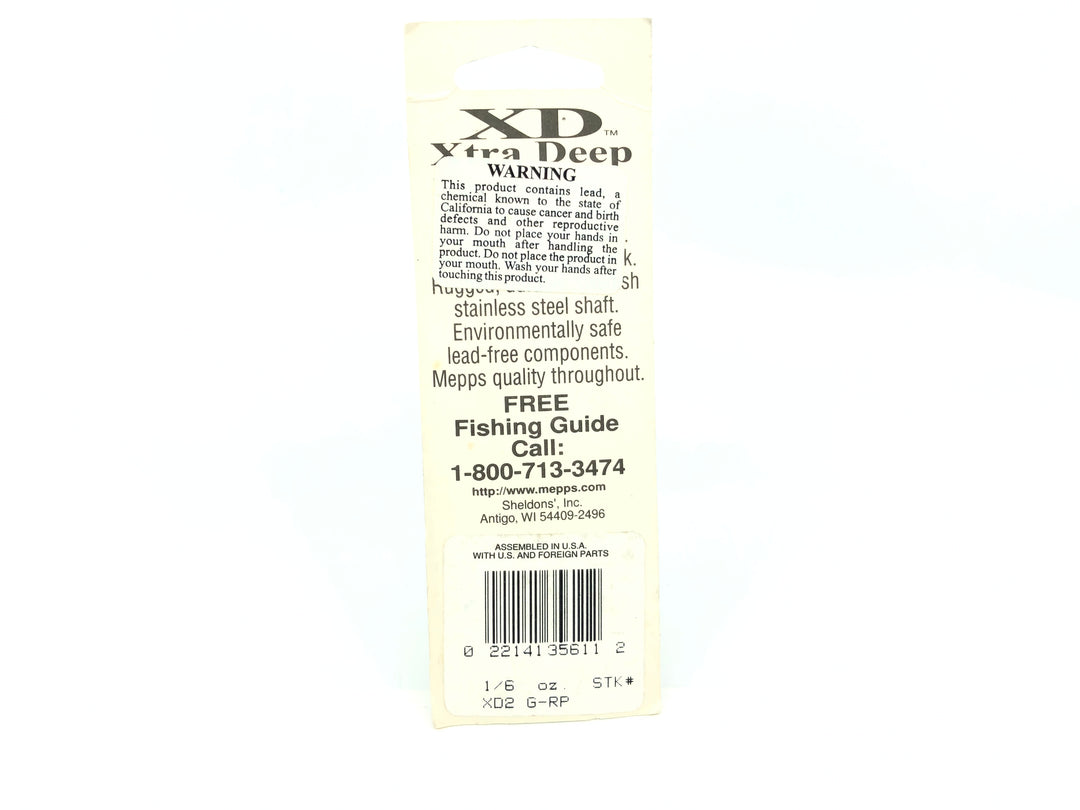 XD™
Xtra Deep
WARNING
This product contains lead, a
chemical known to the state of
California to cause cancer and birth
defects and other reproductive
harm. Do not place your hands in
your mouth after handling the
product. Do not place the product in
your mouth. Wash your hands after
touching this product.
k.
Rugged, sh
stainless steel shaft.
Environmentally safe
lead-free components.
Mepps quality throughout.
FREE
Fishing Guide
Call:
1-800-713-3474
http://www.mepps.com
Sheldons', Inc.
Antigo, WI 54409-2496
ASSEMBLED IN U.S.A.
WITH U.S. AND FOREIGN PARTS
0 22141 35611 2
1/6 oz. STK#
XD2 G-RP